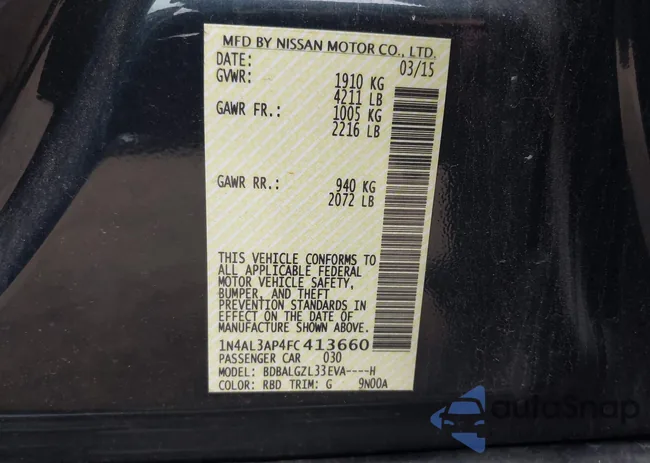 MFD BY NISSAN MOTOR CO., LTD.
DATE: 03/15
GVWR: 1910 KG
4211 LB
GAWR FR.: 1005 KG
2216 LB
GAWR RR.: 940 KG
2072 LB
THIS VEHICLE CONFORMS TO
ALL APPLICABLE FEDERAL
MOTOR VEHICLE SAFETY,
BUMPER, AND THEFT
PREVENTION STANDARDS IN
EFFECT ON THE DATE OF
MANUFACTURE SHOWN ABOVE.
1N4AL3AP4FC413660
PASSENGER CAR 030
MODEL: BDBALGZL33EVA----H
COLOR: RBD TRIM: G 9N00A
autoSnap